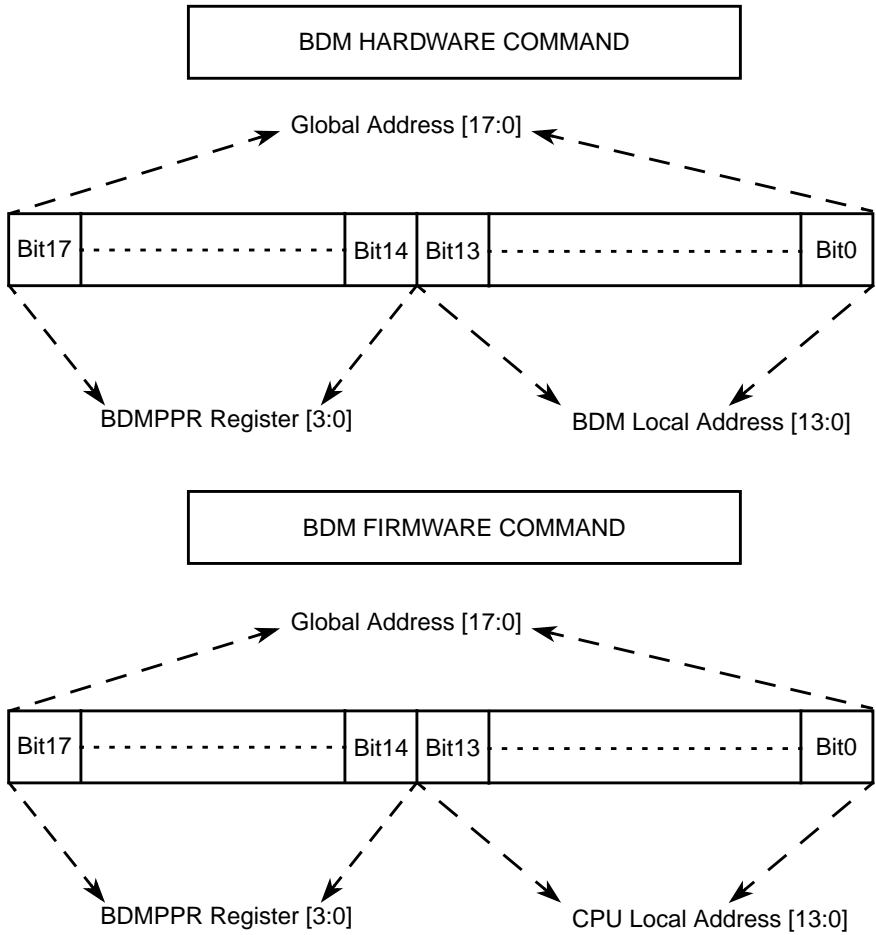 BDM HARDWARE COMMAND
Global Address [17:0]
Bit17 Bit14 Bit13 Bit0
BDMPPR Register [3:0]
BDM Local Address [13:0]
BDM FIRMWARE COMMAND
Global Address [17:0]
Bit17 Bit14 Bit13 Bit0
BDMPPR Register [3:0]
CPU Local Address [13:0]